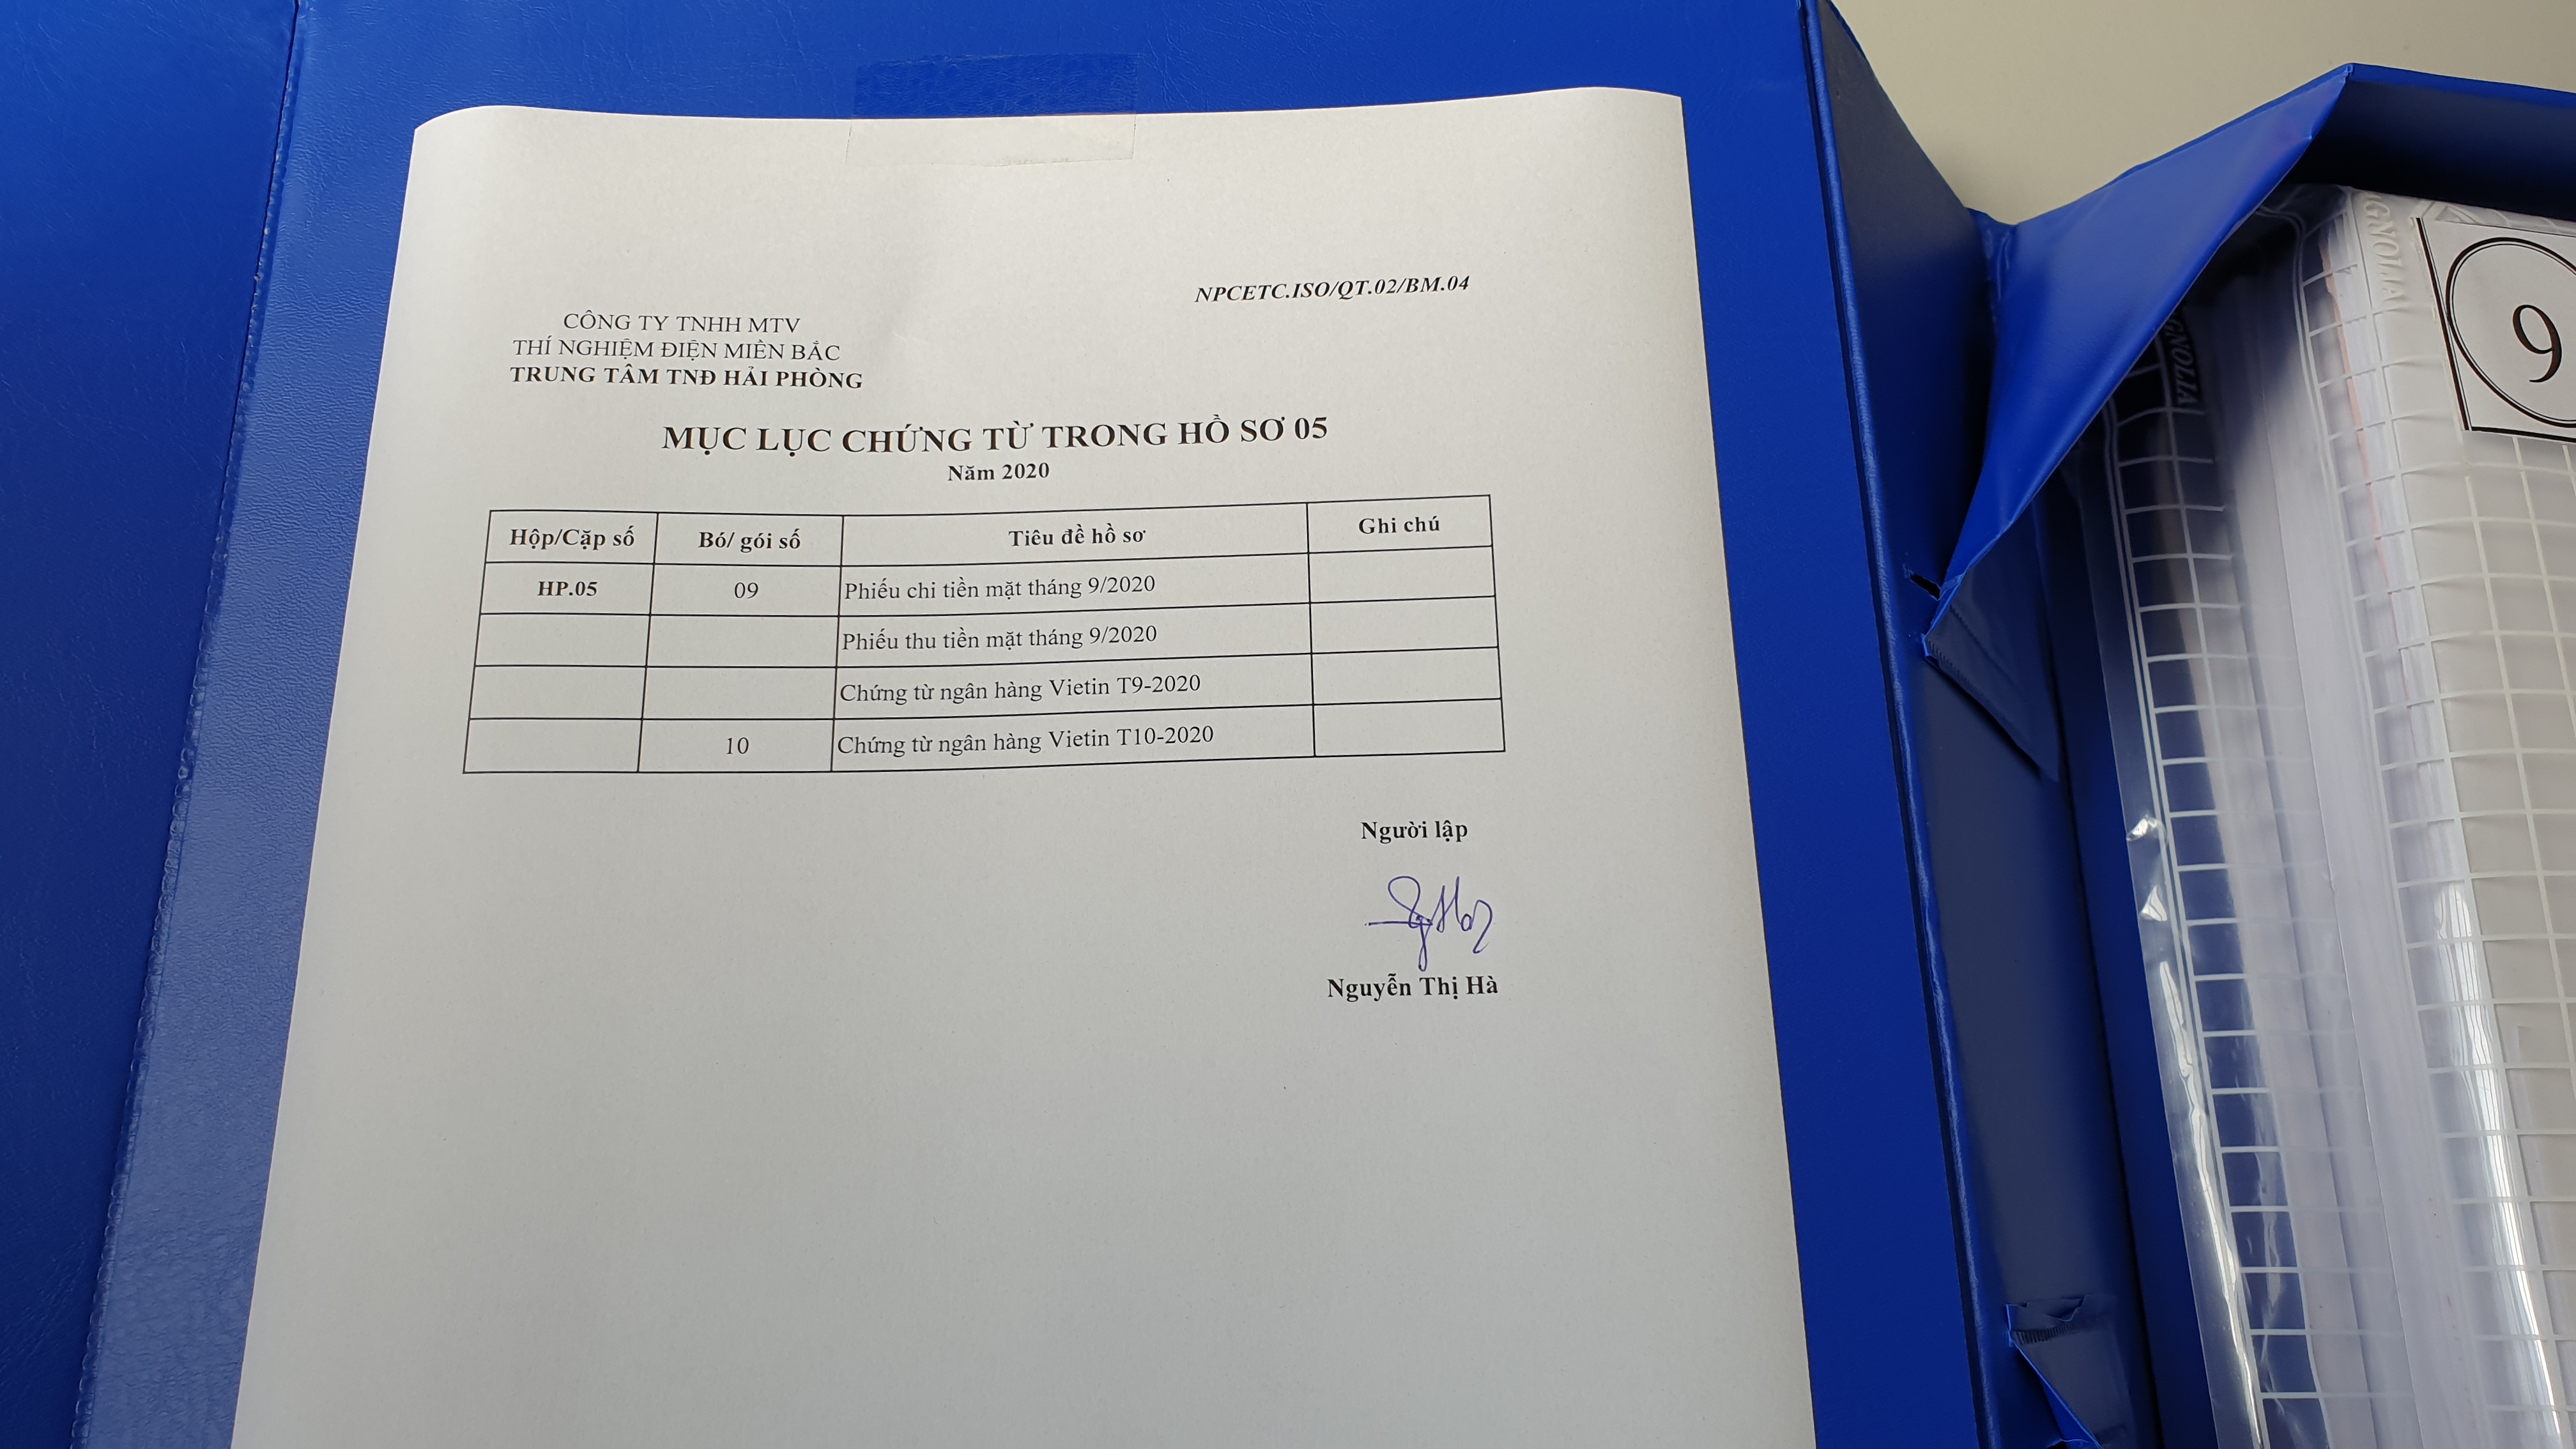 NPCETC.ISO/QT.02/BM.04
CÔNG TY TNHH MTV
THÍ NGHIỆM ĐIỆN MIỀN BẮC
TRUNG TÂM TNĐ HẢI PHÒNG
MỤC LỤC CHỨNG TỪ TRONG HỒ SƠ 05
Năm 2020
Hộp/Cặp số Bó/ gói số Tiêu đề hồ sơ Ghi chú
HP.05 09 Phiếu chi tiền mặt tháng 9/2020
Phiếu thu tiền mặt tháng 9/2020
Chứng từ ngân hàng Vietin T9-2020
10 Chứng từ ngân hàng Vietin T10-2020
Người lập
Nguyễn Thị Hà
GNOLIA
GNOLIA
9